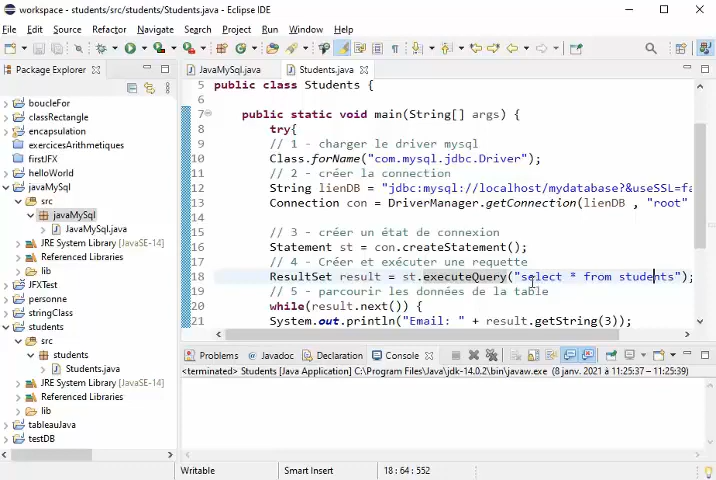 workspace - students/src/students/Students.java - Eclipse IDE
File Edit Source Refactor Navigate Search Project Run Window Help
Package Explorer
JavaMySql.java
Students.java
boucleFor
classRectangle
encapsulation
exercicesArithmetiques
firstJFX
helloWorld
javaMySql
src
javaMySql
JavaMySql.java
JRE System Library [JavaSE-14]
Referenced Libraries
lib
JFXTest
personne
stringClass
students
src
students
Students.java
JRE System Library [JavaSE-14]
Referenced Libraries
lib
tableauJava
testDB
5 public class Students {
6
7 public static void main(String[] args) {
8 try{
9 // 1 - charger le driver mysql
10 Class.forName("com.mysql.jdbc.Driver");
11 // 2 - créer la connection
12 String lienDB = "jdbc:mysql://localhost/mydatabase?&useSSL=fa
13 Connection con = DriverManager.getConnection(lienDB , "root"
14
15 // 3 - créer un état de connexion
16 Statement st = con.createStatement();
17 // 4 - Créer et exécuter une requette
18 ResultSet result = st.executeQuery("select * from students");
19 // 5 - parcourir les données de la table
20 while(result.next()) {
21 System.out.println("Email: " + result.getString(3));
Problems Javadoc Declaration Console
<terminated> Students [Java Application] C:\Program Files\Java\jdk-14.0.2\bin\javaw.exe (8 janv. 2021 à 11:25:37 – 11:25:39)
Writable Smart Insert 18 : 64 : 552